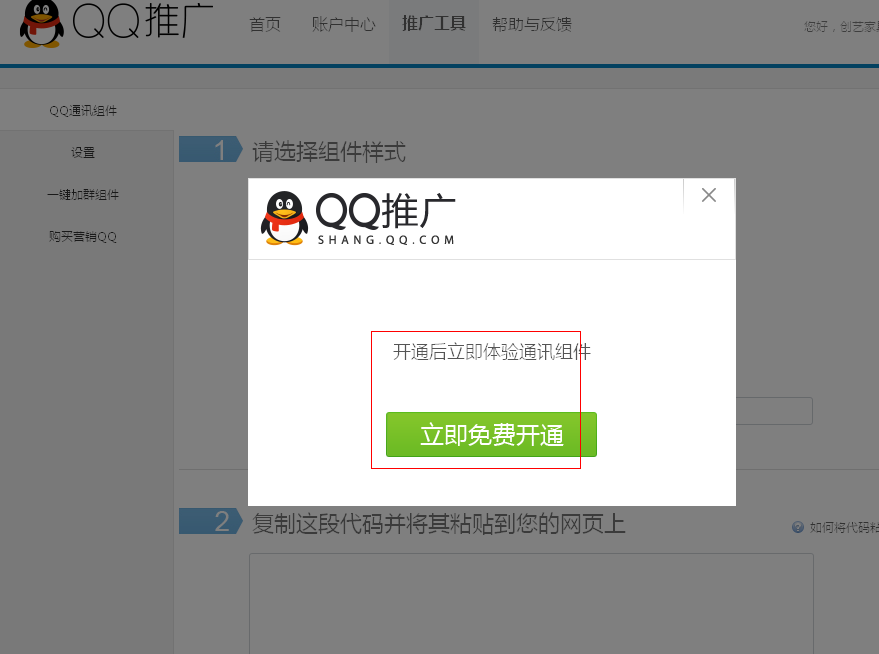 QQ推广
首页 账户中心 推广工具 帮助与反馈
您好，创艺家
QQ通讯组件
设置
一键加群组件
购买营销QQ
1 请选择组件样式
QQ推广
SHANG.QQ.COM
开通后立即体验通讯组件
立即免费开通
2 复制这段代码并将其粘贴到您的网页上
? 如何将代码粘